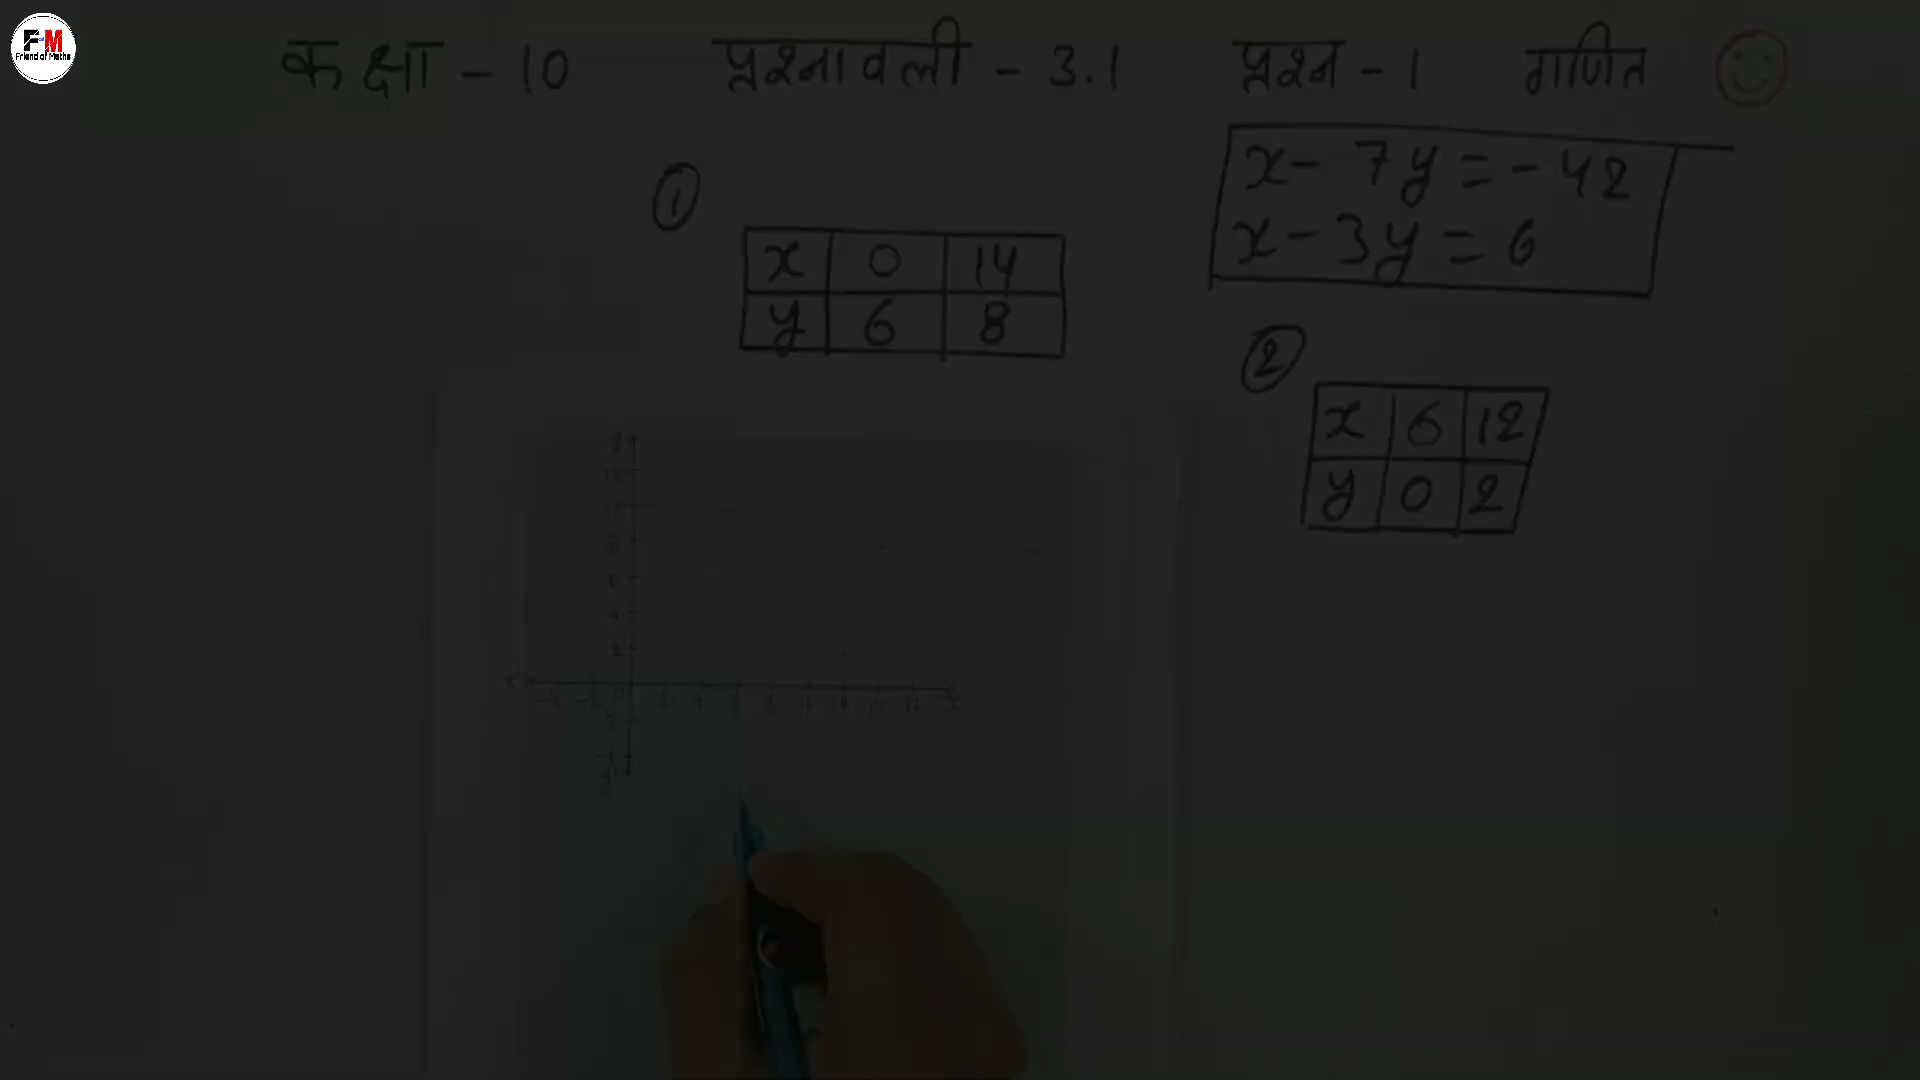 FM
Friend of Maths
कक्षा - 10 प्रश्नावली - 3.1 प्रश्न - 1 गणित
x - 7y = - 42
x - 3y = 6
①
x 0 14
y 6 8
②
x 6 12
y 0 2